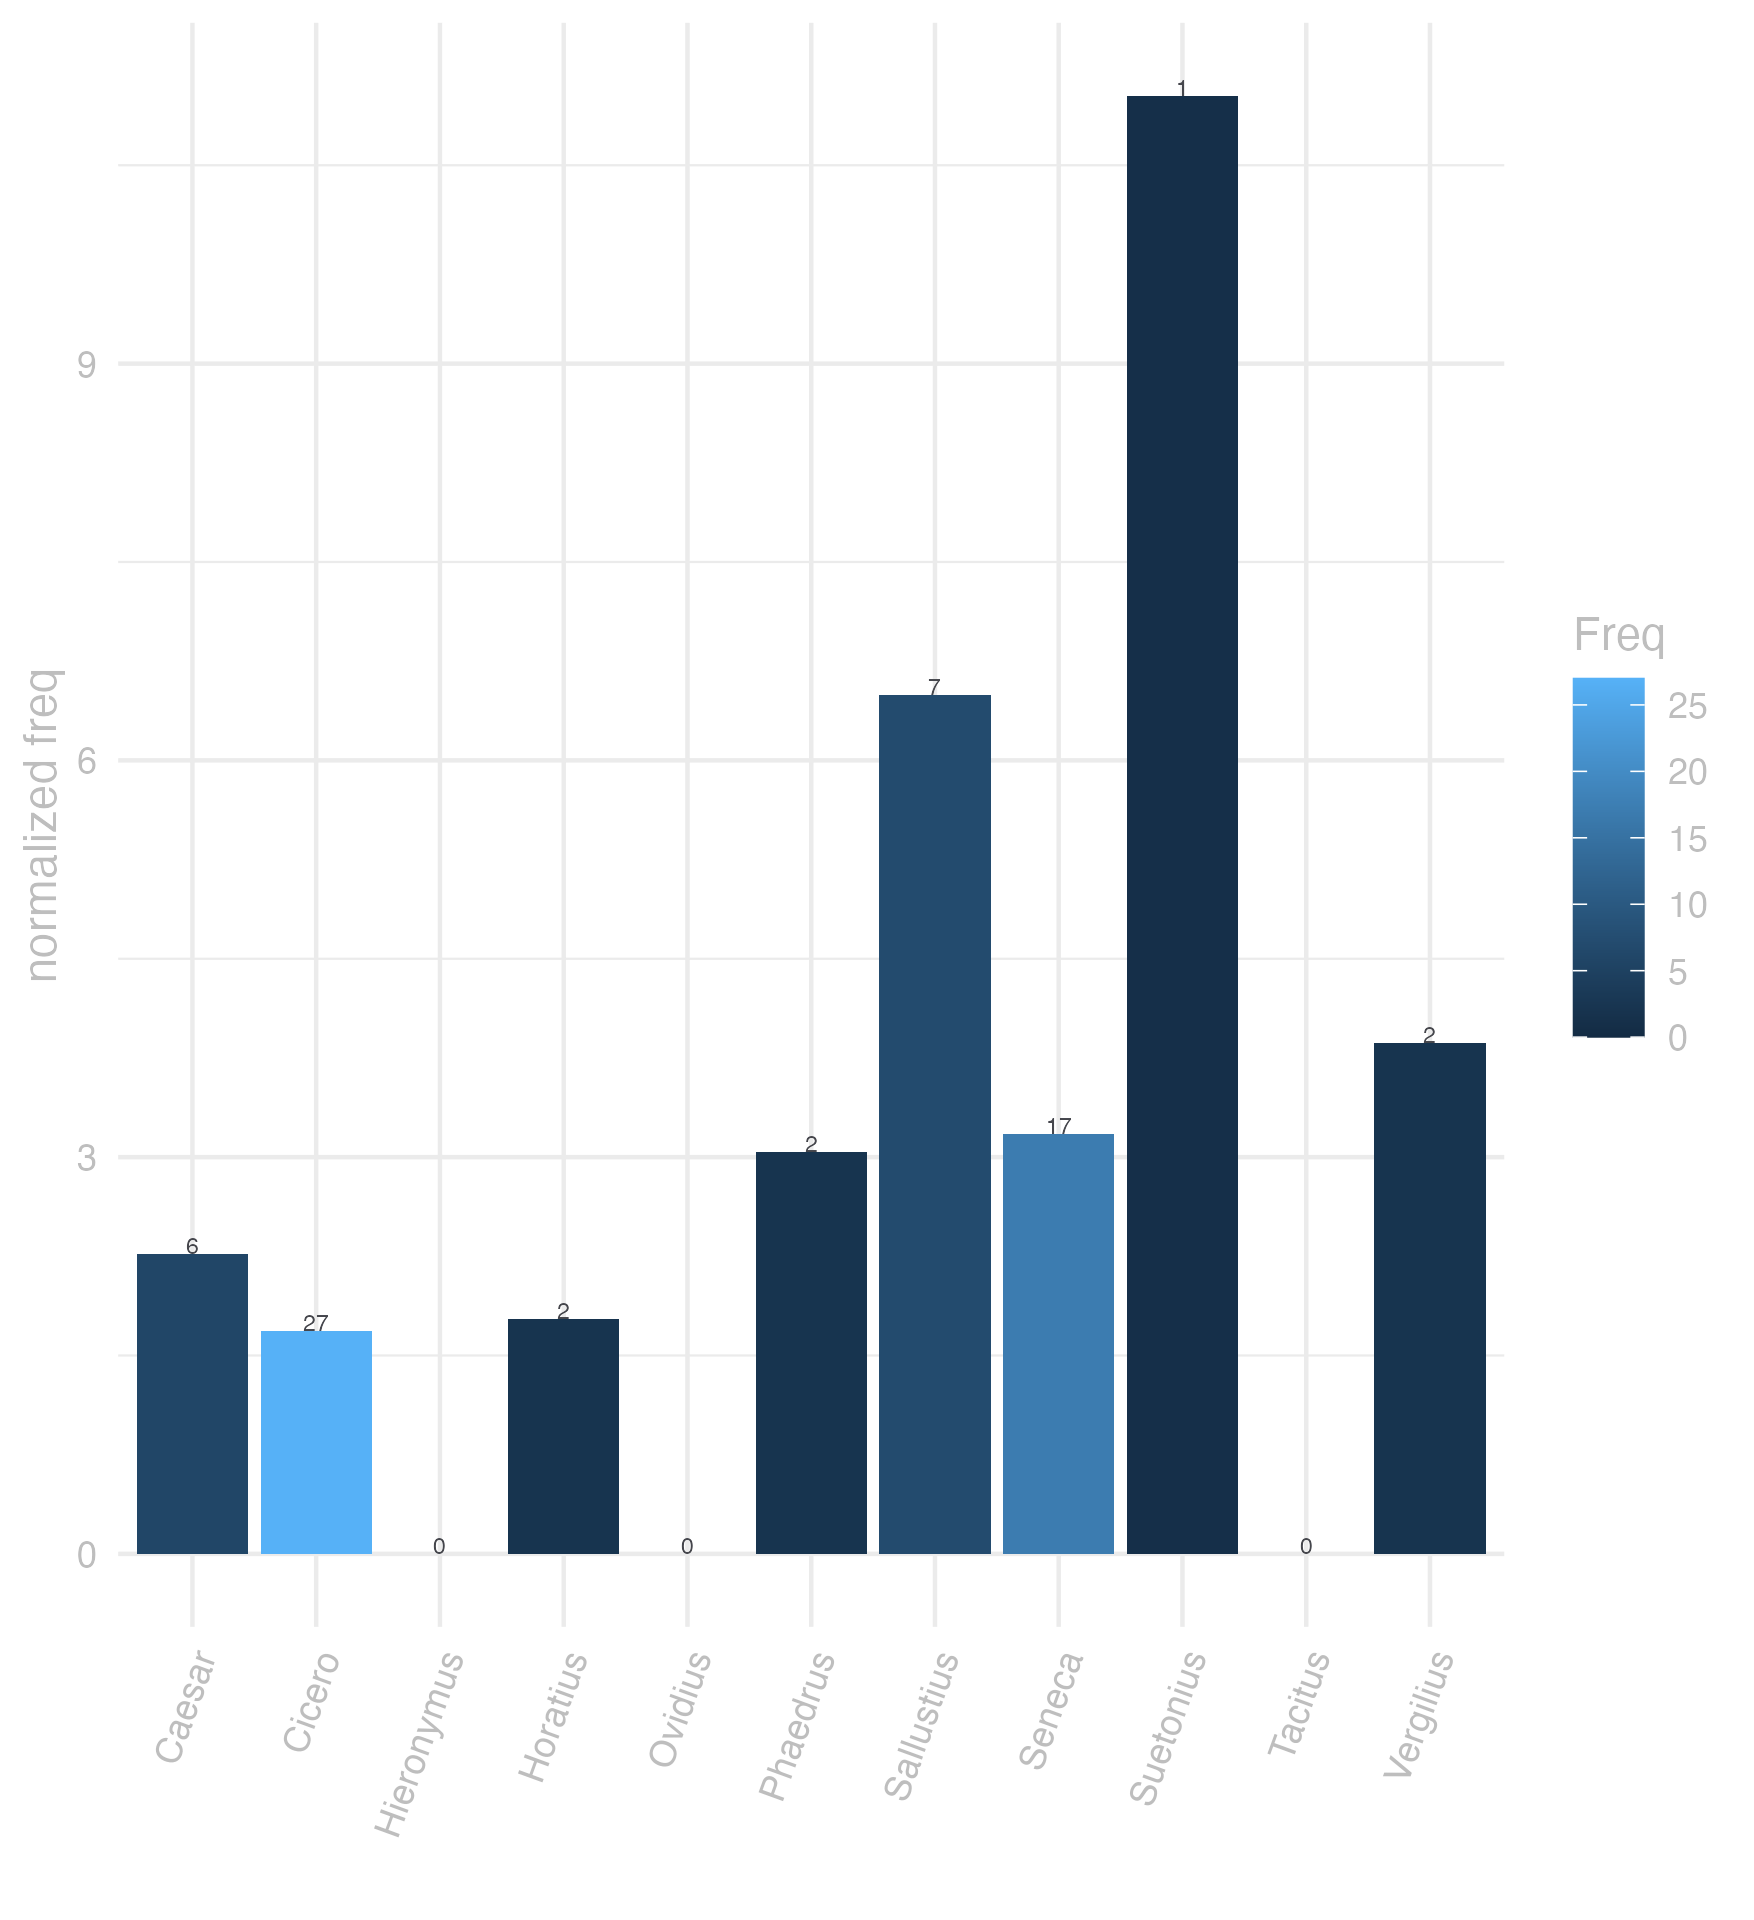 1
9
7
Freq
25
6
20
15
10
5
2
0
17
2
3
6
2
27
0
0
0
0
normalized freq
Caesar
Cicero
Hieronymus
Horatius
Ovidius
Phaedrus
Sallustius
Seneca
Suetonius
Tacitus
Vergilius